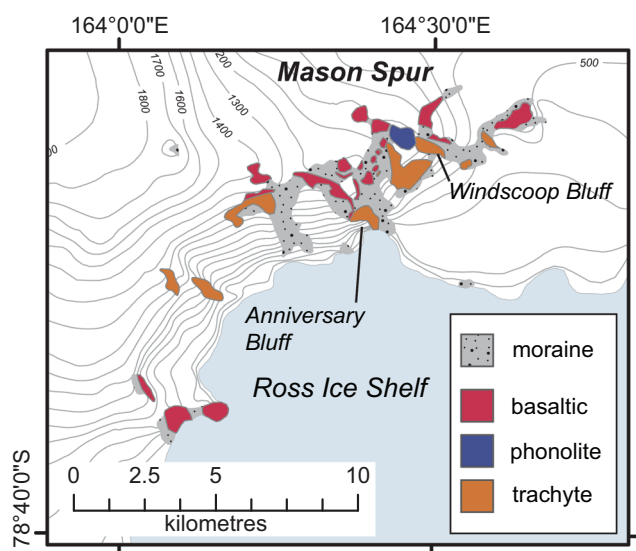 164°0'0"E
164°30'0"E
Mason Spur
200
1700
1800
1600
1300
1400
500
00
Windscoop Bluff
Anniversary
Bluff
Ross Ice Shelf
moraine
basaltic
phonolite
trachyte
0
2.5
5
10
kilometres
78°40'0"S